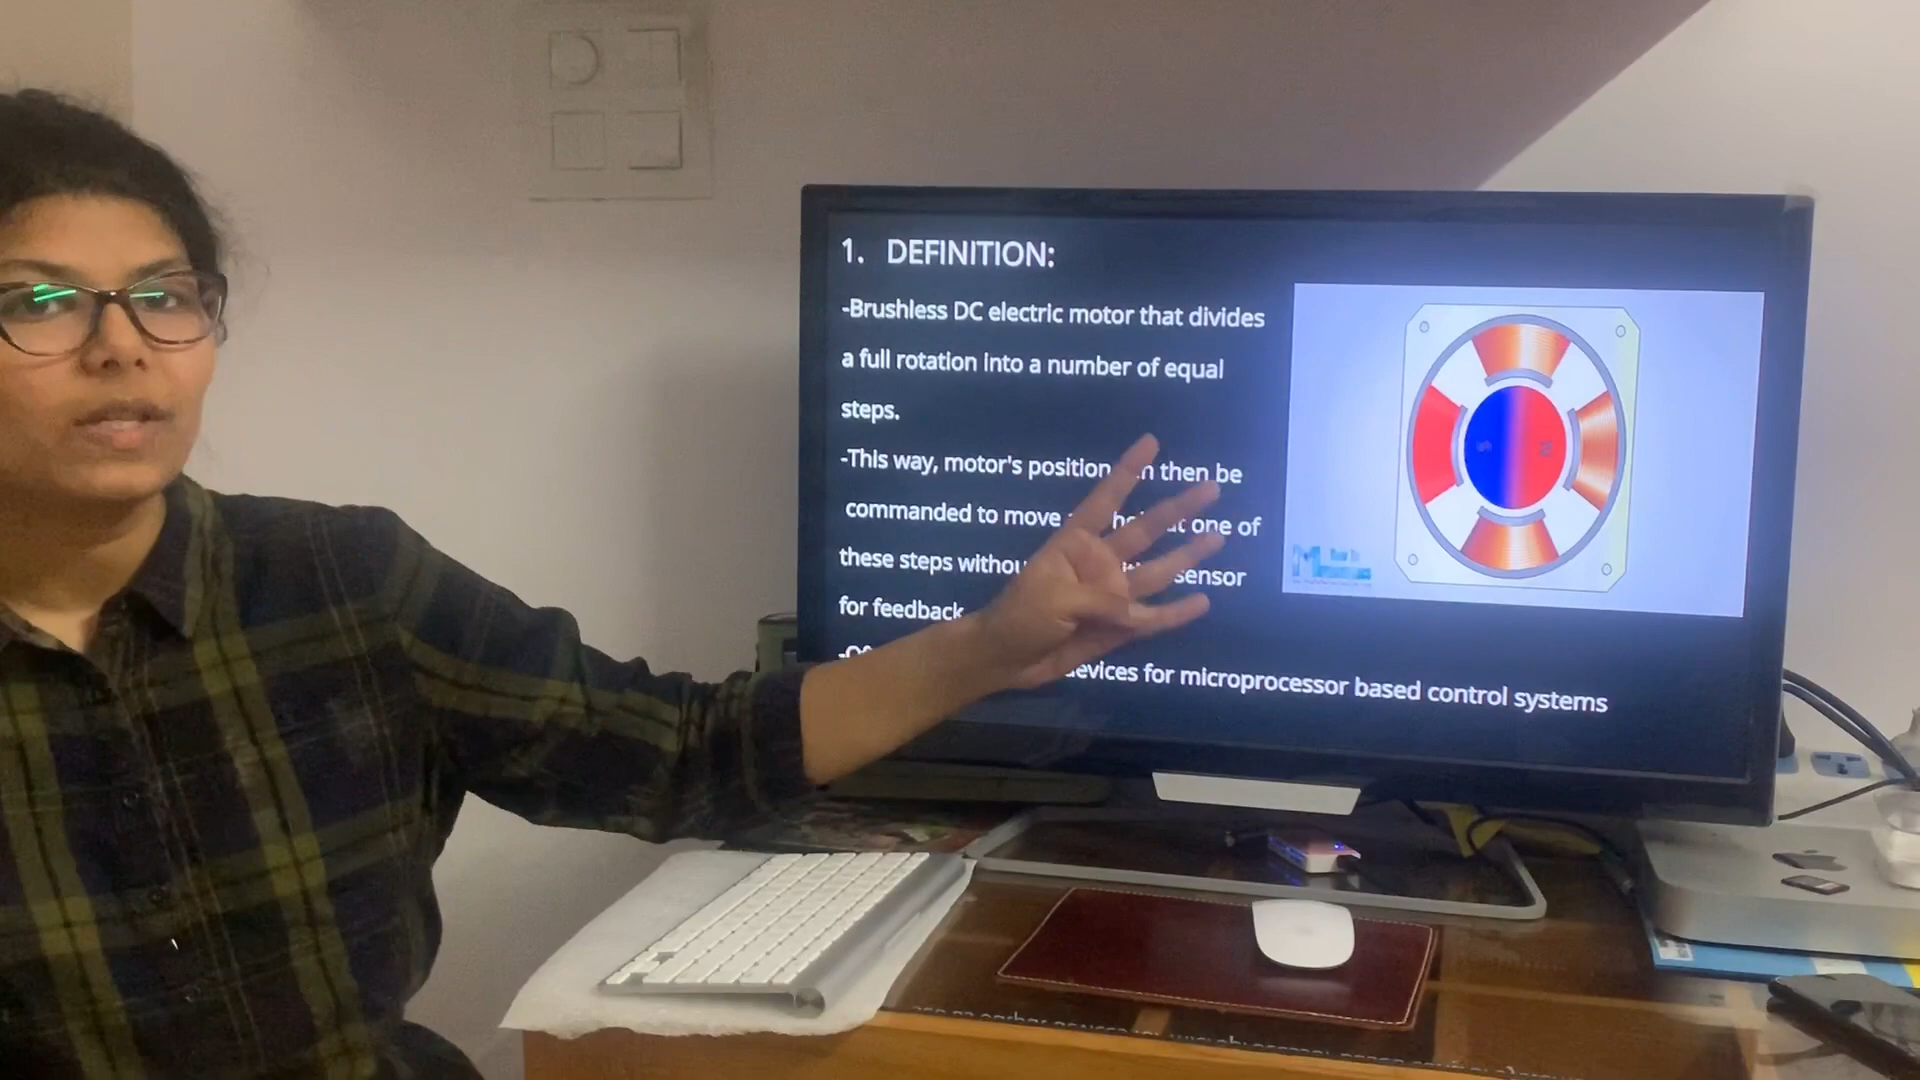 1. DEFINITION:
-Brushless DC electric motor that divides
a full rotation into a number of equal
steps.
-This way, motor's position then be
commanded to move at one of
these steps sensor
for feedback
for microprocessor based control systems
S N